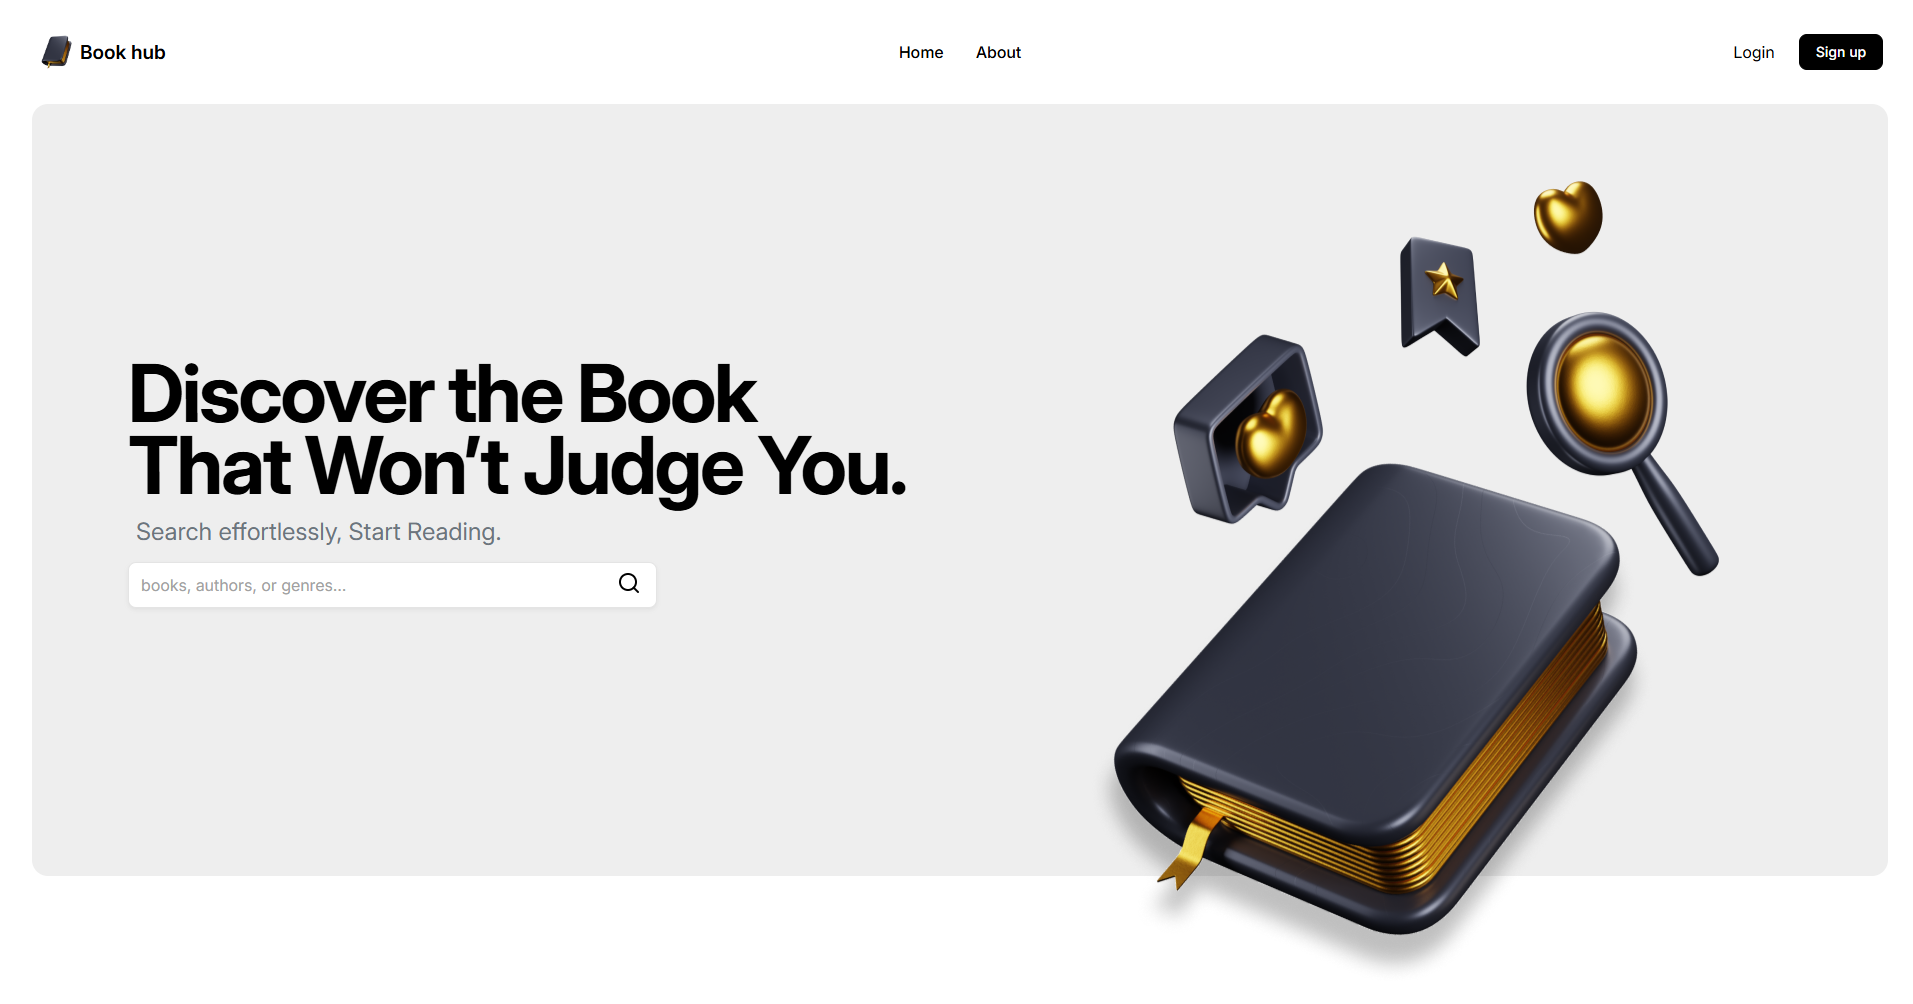 Book hub
Home
About
Login
Sign up
Discover the Book
That Won’t Judge You.
Search effortlessly, Start Reading.
books, authors, or genres...